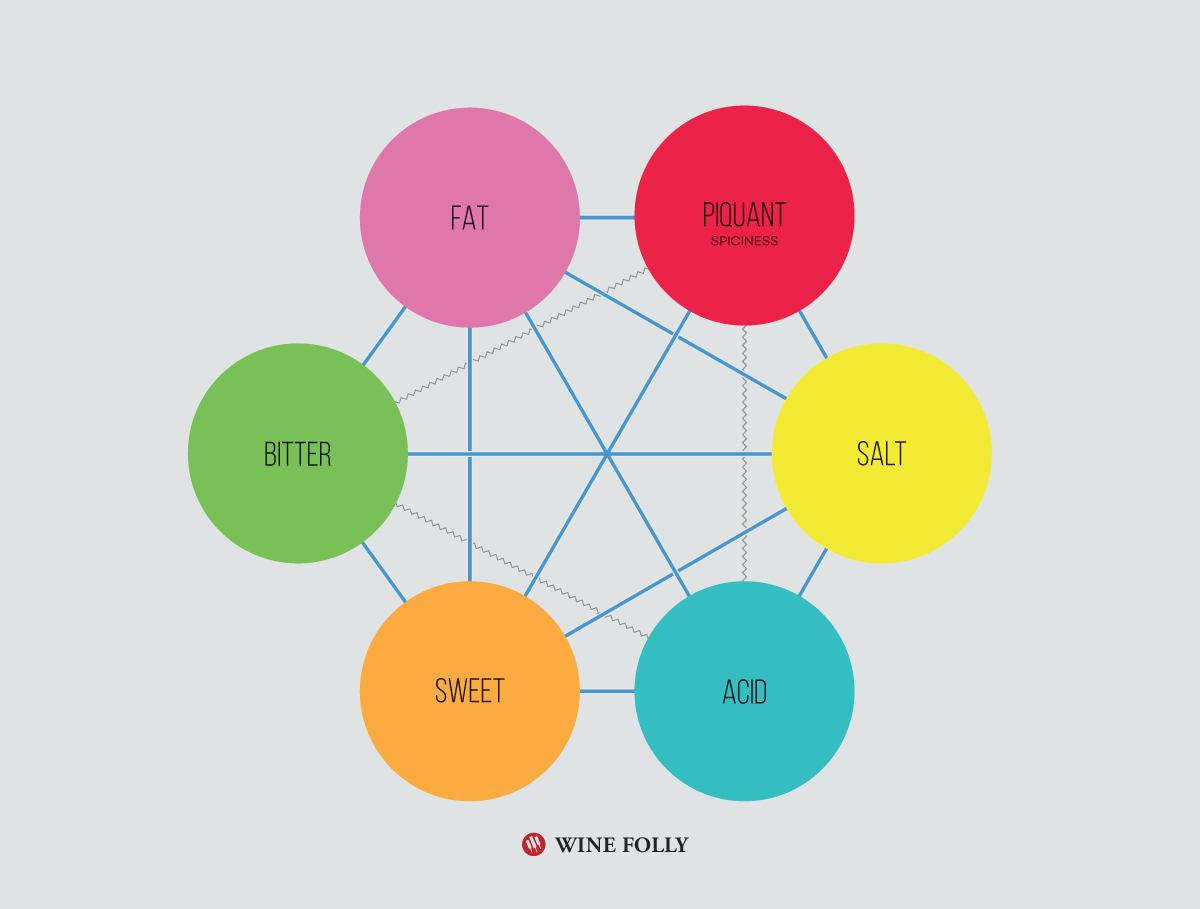 FAT
PIQUANT
SPICINESS
BITTER
SALT
SWEET
ACID
WINE FOLLY